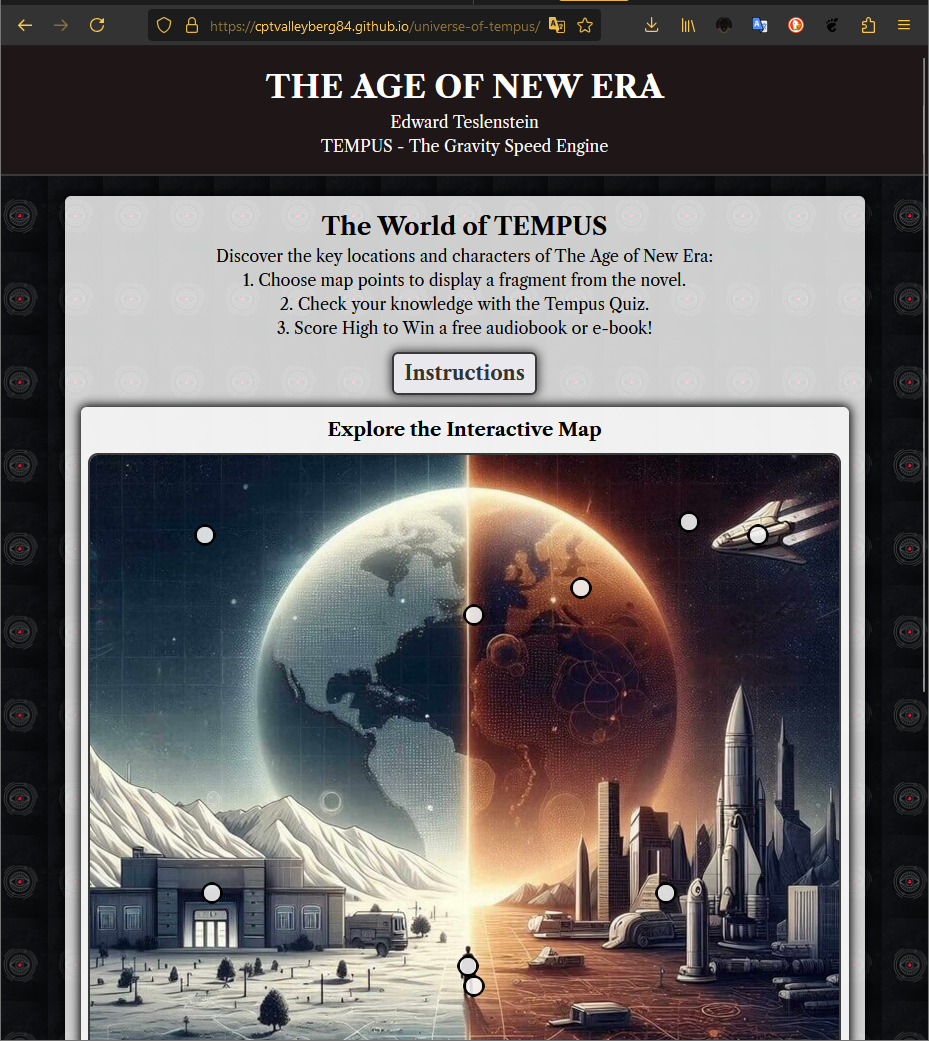 https://cptvalleyberg84.github.io/universe-of-tempus/
THE AGE OF NEW ERA
Edward Teslenstein
TEMPUS - The Gravity Speed Engine
The World of TEMPUS
Discover the key locations and characters of The Age of New Era:
1. Choose map points to display a fragment from the novel.
2. Check your knowledge with the Tempus Quiz.
3. Score High to Win a free audiobook or e-book!
Instructions
Explore the Interactive Map